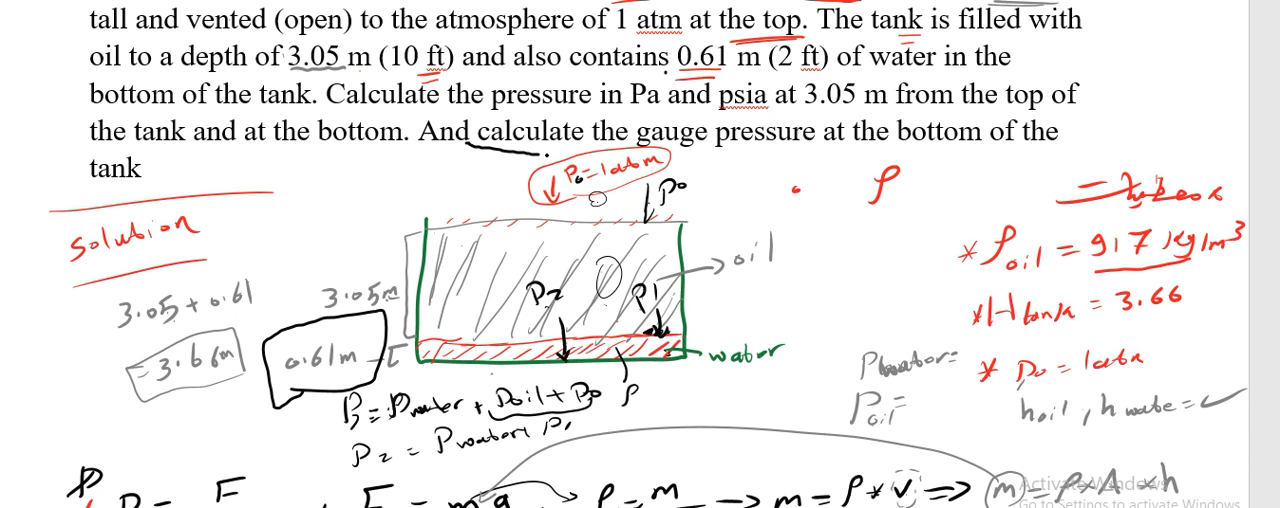 tall and vented (open) to the atmosphere of 1 atm at the top. The tank is filled with
oil to a depth of 3.05 m (10 ft) and also contains 0.61 m (2 ft) of water in the
bottom of the tank. Calculate the pressure in Pa and psia at 3.05 m from the top of
the tank and at the bottom. And calculate the gauge pressure at the bottom of the
tank
P₀=1atm
P₀
ρ
Solution
oil
* ρoil = 917 kg/m³
3.05+0.61
3.05m
P₂
P1
* H tank = 3.66
= 3.66m
0.61m
water
Pwater=
* P₀ = 1atm
Poil=
hoil, h wate =
= Pwater + Poil + P₀
ρ
P₂ = Pwater + P₁
P = F
F = mg
ρ = m
m = ρ * V
m = ρ * A * h
Activate Windows
Go to Settings to activate Windows